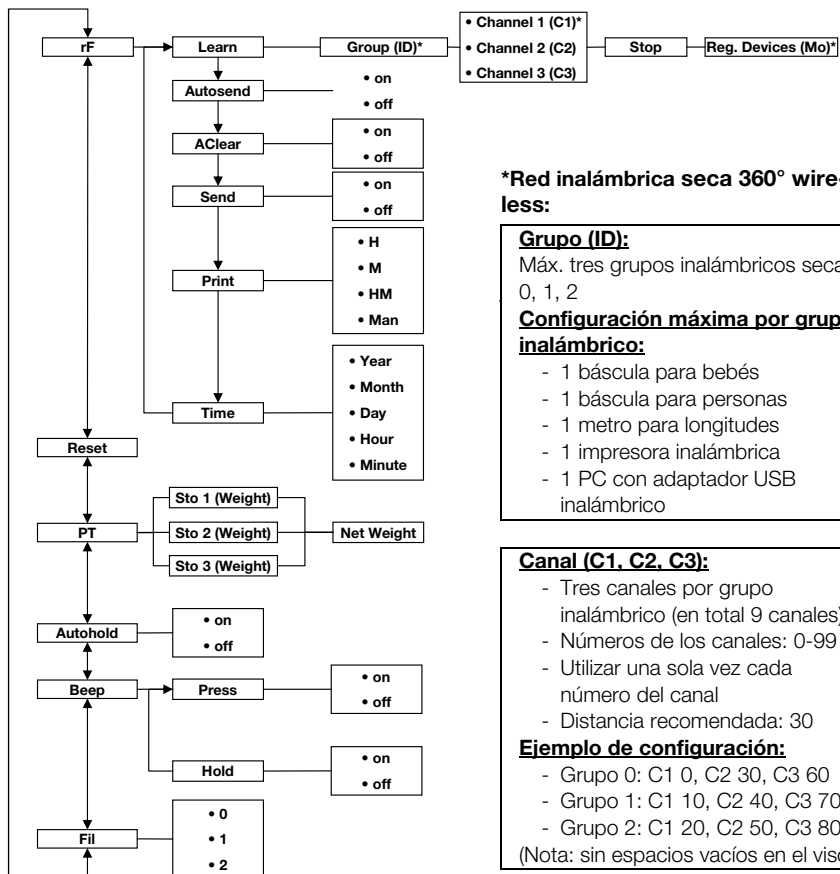 rF
Learn
Group (ID)*
• Channel 1 (C1)*
• Channel 2 (C2)
• Channel 3 (C3)
Stop
Reg. Devices (Mo)*
Autosend
• on
• off
AClear
• on
• off
Send
• on
• off
Print
• H
• M
• HM
• Man
Time
• Year
• Month
• Day
• Hour
• Minute
Reset
PT
Sto 1 (Weight)
Sto 2 (Weight)
Sto 3 (Weight)
Net Weight
Autohold
• on
• off
Beep
Press
• on
• off
Hold
• on
• off
Fil
• 0
• 1
• 2
*Red inalámbrica seca 360° wire-
less:
Grupo (ID):
Máx. tres grupos inalámbricos seca
0, 1, 2
Configuración máxima por grup
inalámbrico:
- 1 báscula para bebés
- 1 báscula para personas
- 1 metro para longitudes
- 1 impresora inalámbrica
- 1 PC con adaptador USB
inalámbrico
Canal (C1, C2, C3):
- Tres canales por grupo
inalámbrico (en total 9 canales)
- Números de los canales: 0-99
- Utilizar una sola vez cada
número del canal
- Distancia recomendada: 30
Ejemplo de configuración:
- Grupo 0: C1 0, C2 30, C3 60
- Grupo 1: C1 10, C2 40, C3 70
- Grupo 2: C1 20, C2 50, C3 80
(Nota: sin espacios vacíos en el